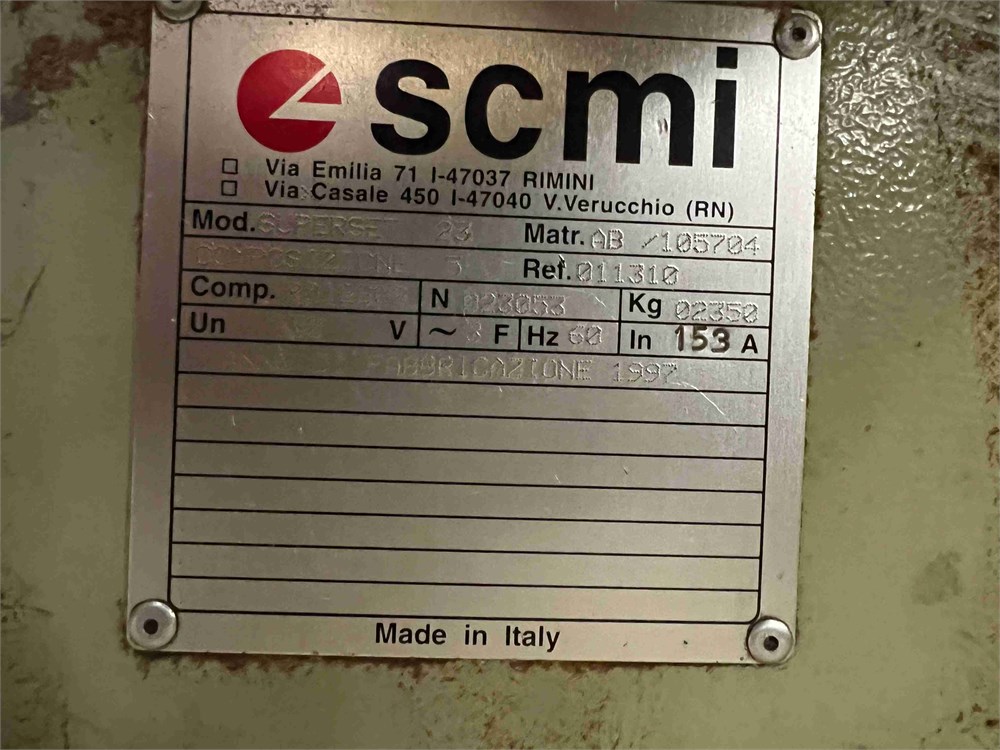 scmi
Via Emilia 71 I-47037 RIMINI
Via Casale 450 I-47040 V.Verucchio (RN)
Mod. SUPERSET 23 Matr. AB /105704
COMPOSIZIONE Ref. 011310
Comp. N 023053 Kg 02350
Un V ~ 3 F Hz 60 In 153 A
FABBRICAZIONE 1997
Made in Italy